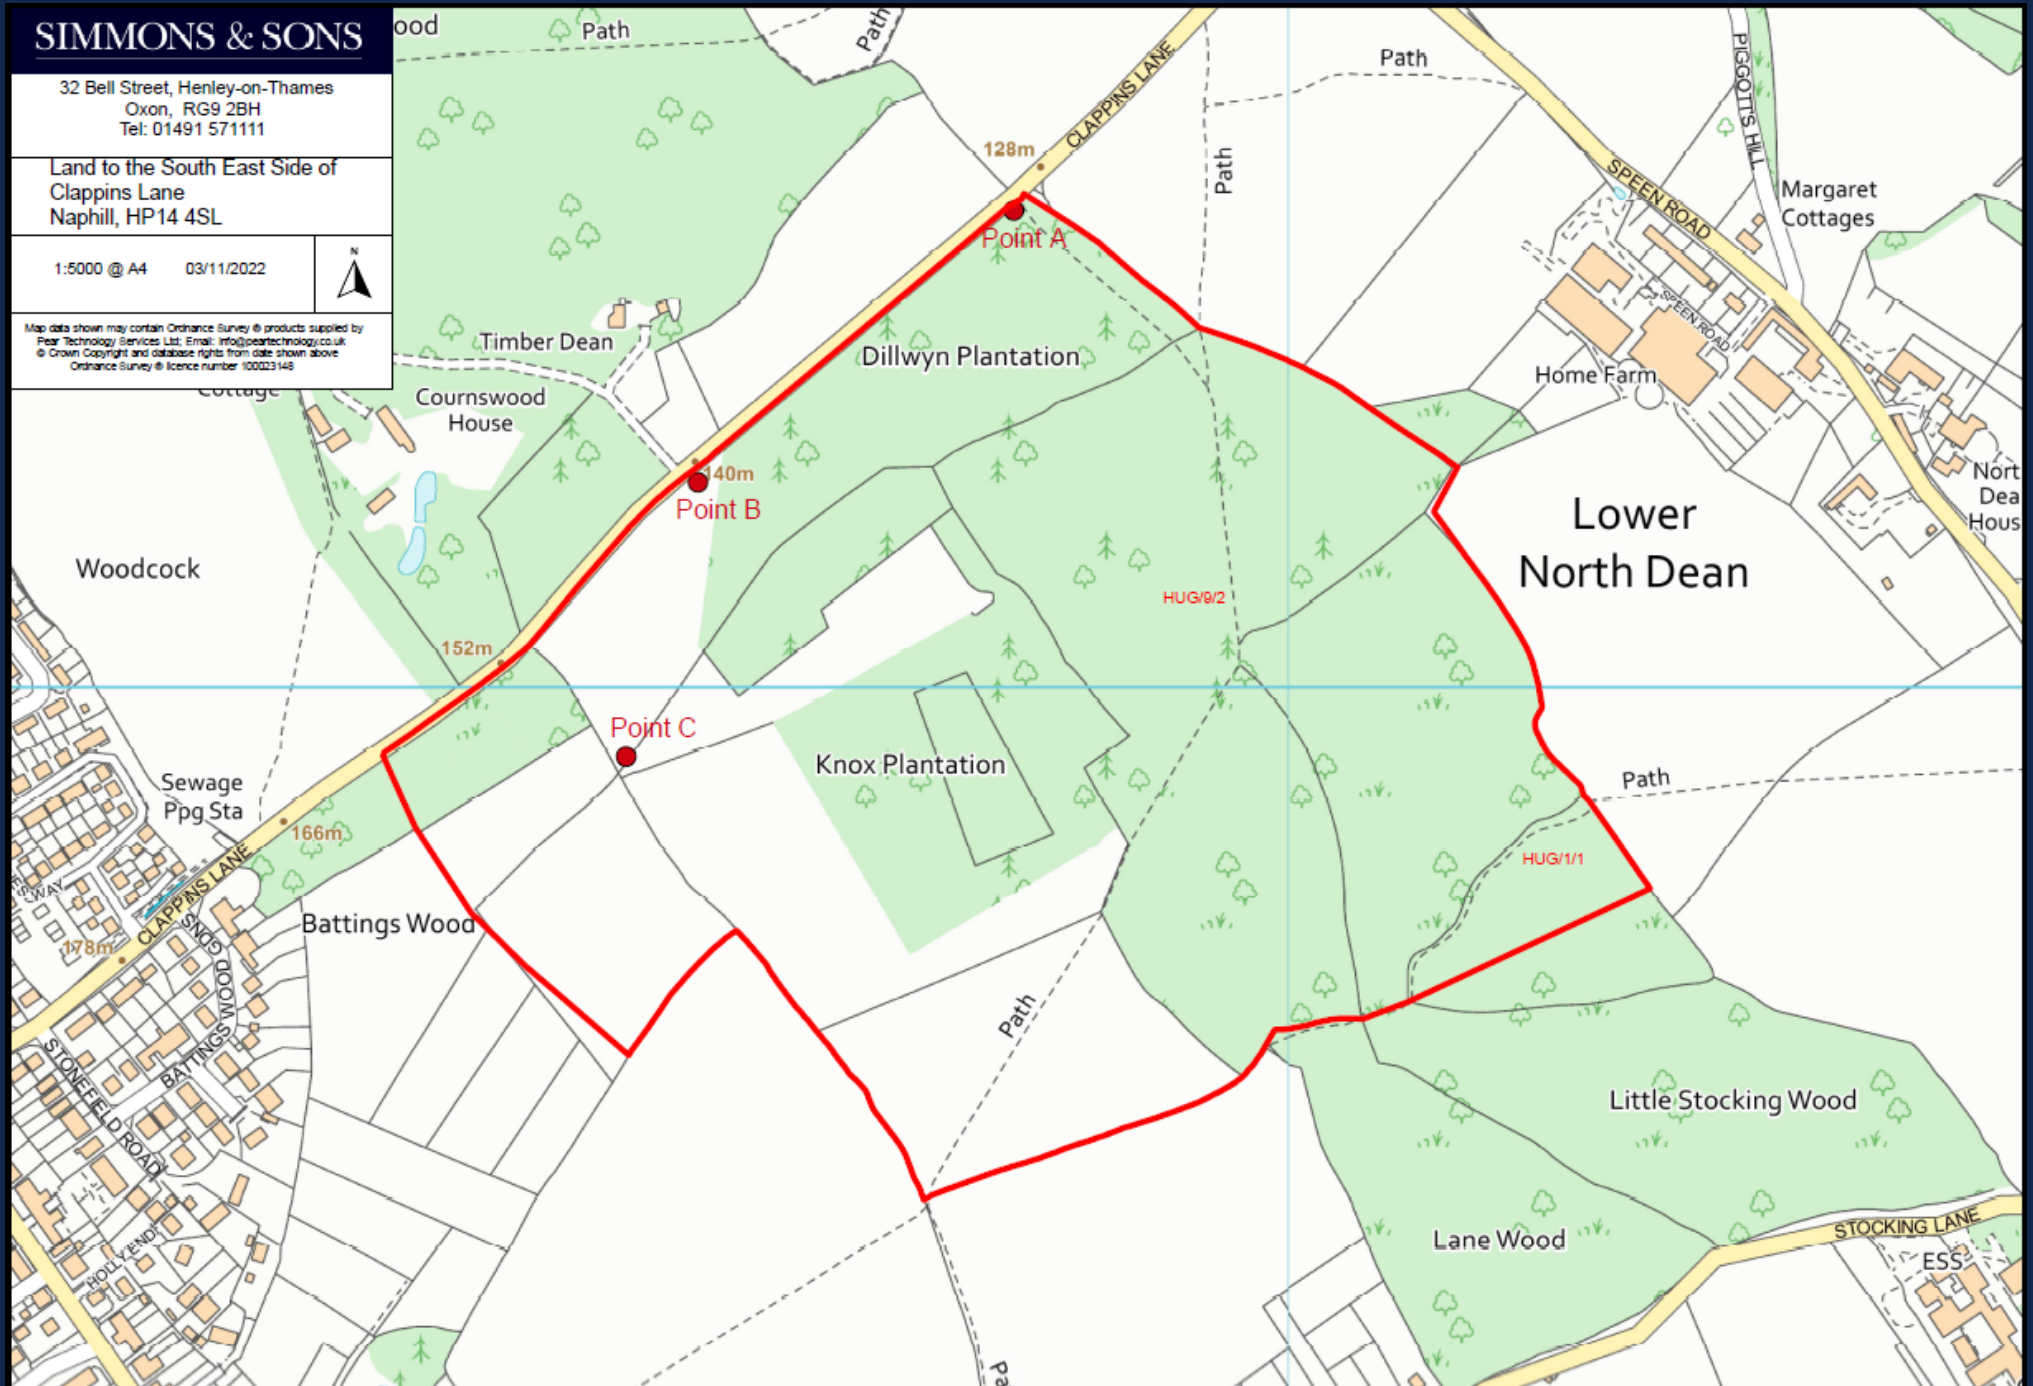 SIMMONS & SONS
32 Bell Street, Henley-on-Thames
Oxon, RG9 2BH
Tel: 01491 571111
Land to the South East Side of
Clappins Lane
Naphill, HP14 4SL
1:5000 @ A4
03/11/2022
N
Map data shown may contain Ordnance Survey ® products supplied by
Pear Technology Services Ltd; Email: info@peartechnology.co.uk
© Crown Copyright and database rights from date shown above
Ordnance Survey ® licence number 100023148
ood
Path
Path
CLAPPINS LANE
128m
Path
Path
PIGGOTT'S HILL
SPEEN ROAD
Margaret
Cottages
Point A
Timber Dean
Dillwyn Plantation
SPEEN ROAD
Home Farm
Cottage
Cournswood
House
140m
Point B
Nort
Dea
Hous
Lower
North Dean
Woodcock
HUG/9/2
152m
Point C
Knox Plantation
Path
Sewage
Ppg Sta
166m
HUG/1/1
CLAPPINS LANE
Battings Wood
178m
BATTINGS WOOD GDNS
Path
STONEFIELD ROAD
Little Stocking Wood
HOLLY END
Lane Wood
STOCKING LANE
ESS
Pa